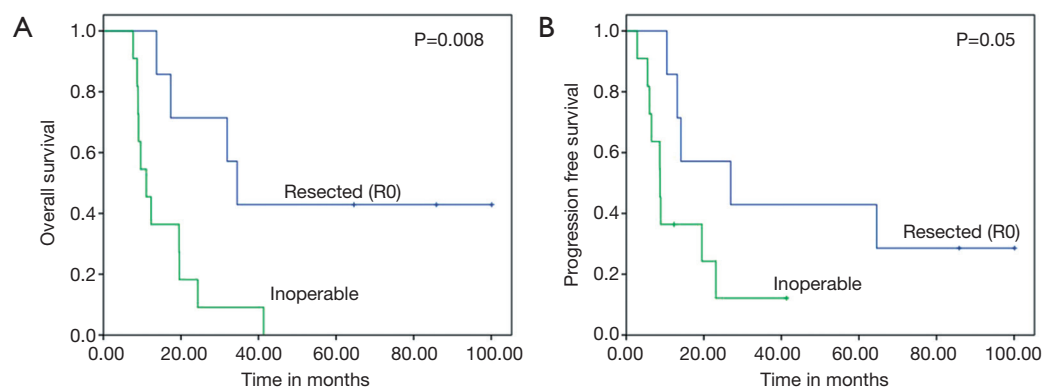 A
P=0.008
Overall survival
1.0
0.8
0.6
0.4
0.2
0.0
Resected (R0)
Inoperable
0.00 20.00 40.00 60.00 80.00 100.00
Time in months
B
P=0.05
Progression free survival
1.0
0.8
0.6
0.4
0.2
0.0
Resected (R0)
Inoperable
0.00 20.00 40.00 60.00 80.00 100.00
Time in months